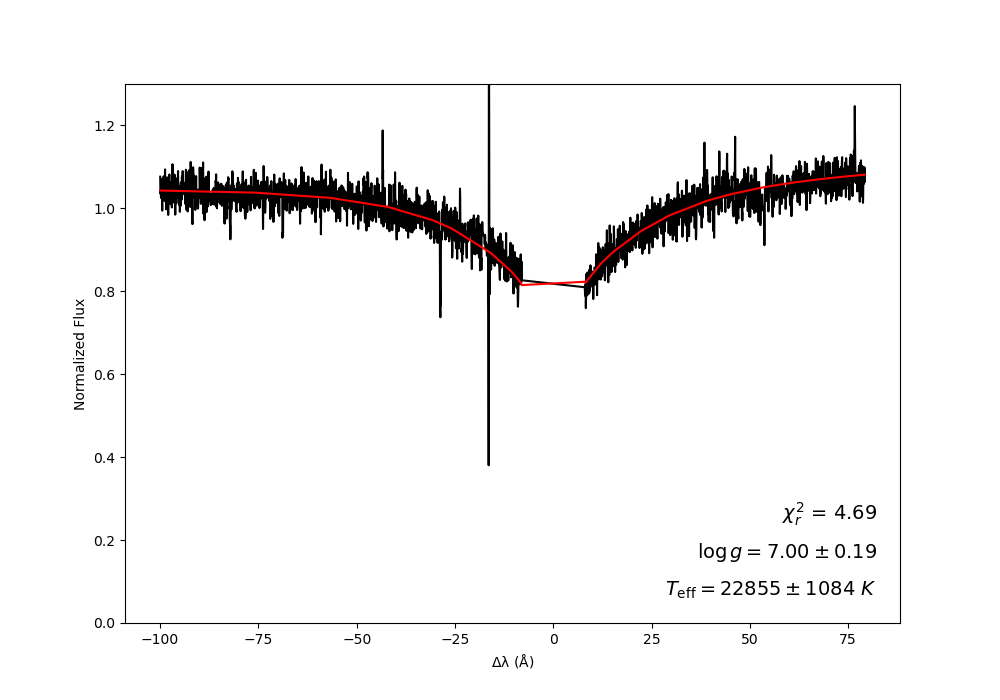 1.2
1.0
0.8
0.6
0.4
0.2
0.0
Normalized Flux
χ²ᵣ = 4.69
log g = 7.00 ± 0.19
T_eff = 22855 ± 1084 K
−100 −75 −50 −25 0 25 50 75
Δλ (Å)